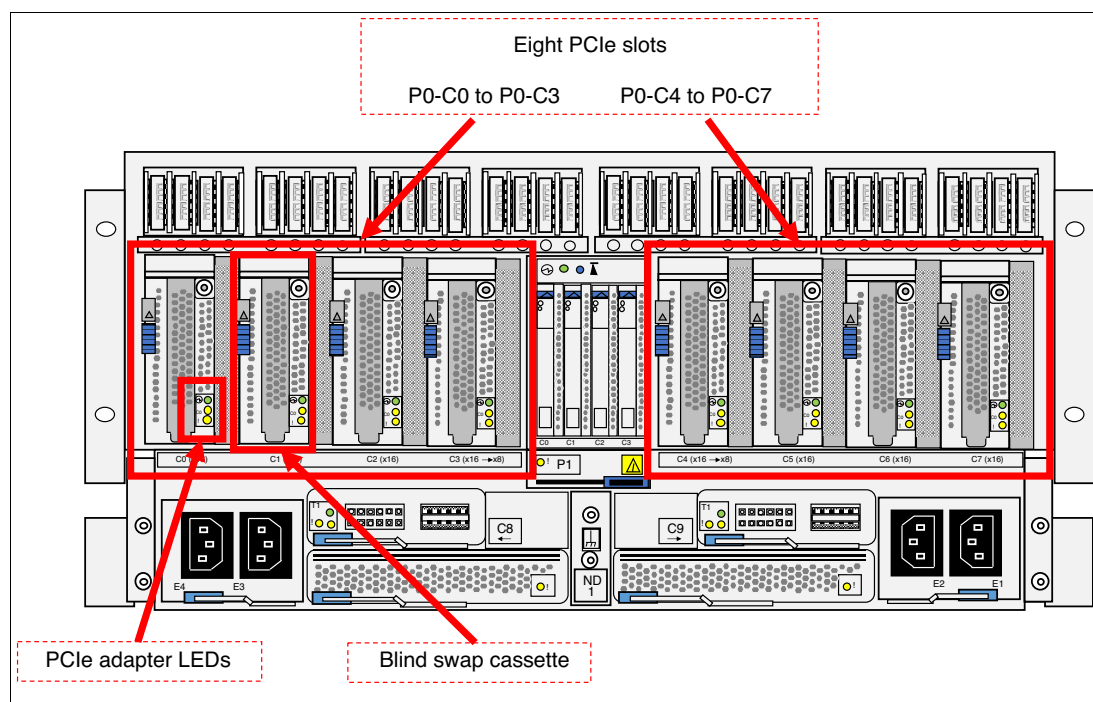 Eight PCIe slots
P0-C0 to P0-C3 P0-C4 to P0-C7
C0 C1 C2 C3
C0 C1 C2 (x16) C3 (x16 →x8)
P1
C4 (x16 →x8) C5 (x16) C6 (x16) C7 (x16)
T1
C8
C9
T1
E4 E3
ND
1
E2 E1
PCIe adapter LEDs
Blind swap cassette